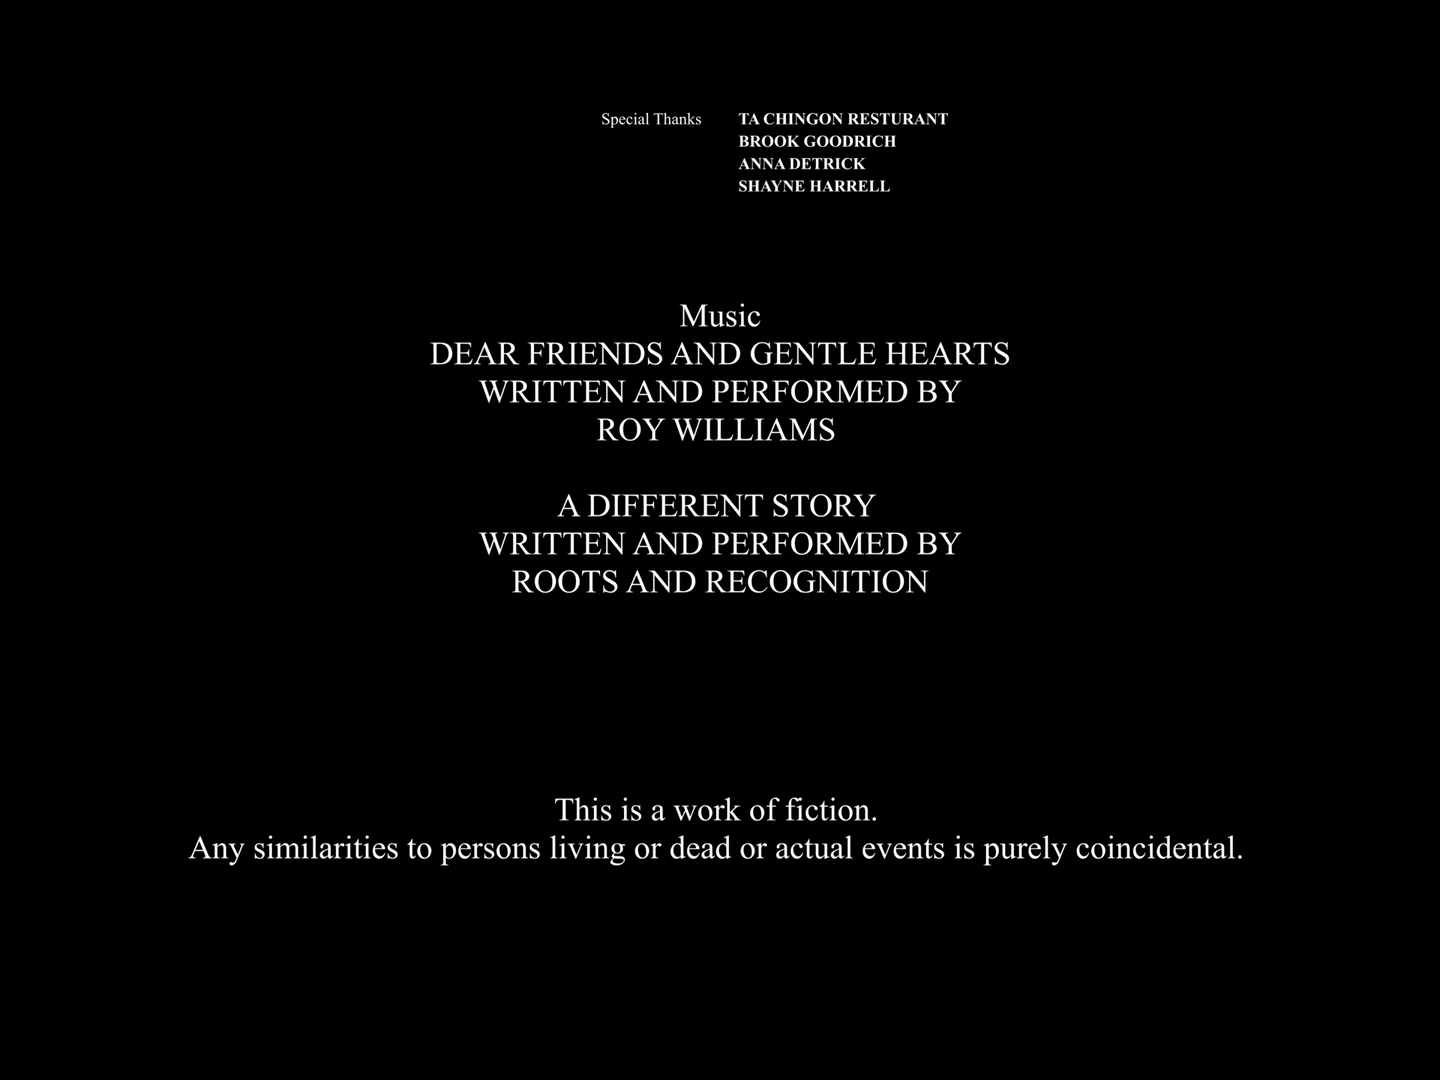 Special Thanks TA CHINGON RESTURANT
BROOK GOODRICH
ANNA DETRICK
SHAYNE HARRELL
Music
DEAR FRIENDS AND GENTLE HEARTS
WRITTEN AND PERFORMED BY
ROY WILLIAMS
A DIFFERENT STORY
WRITTEN AND PERFORMED BY
ROOTS AND RECOGNITION
This is a work of fiction.
Any similarities to persons living or dead or actual events is purely coincidental.